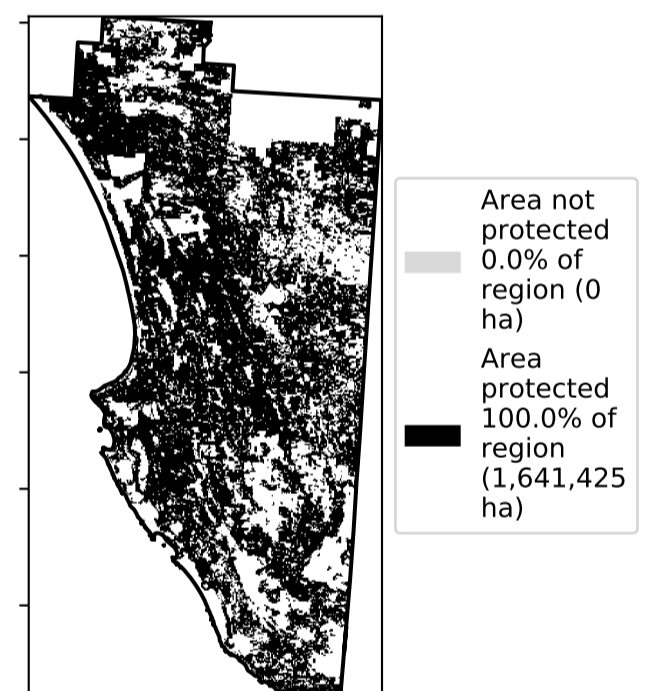 Area not
protected
0.0% of
region (0
ha)
Area
protected
100.0% of
region
(1,641,425
ha)